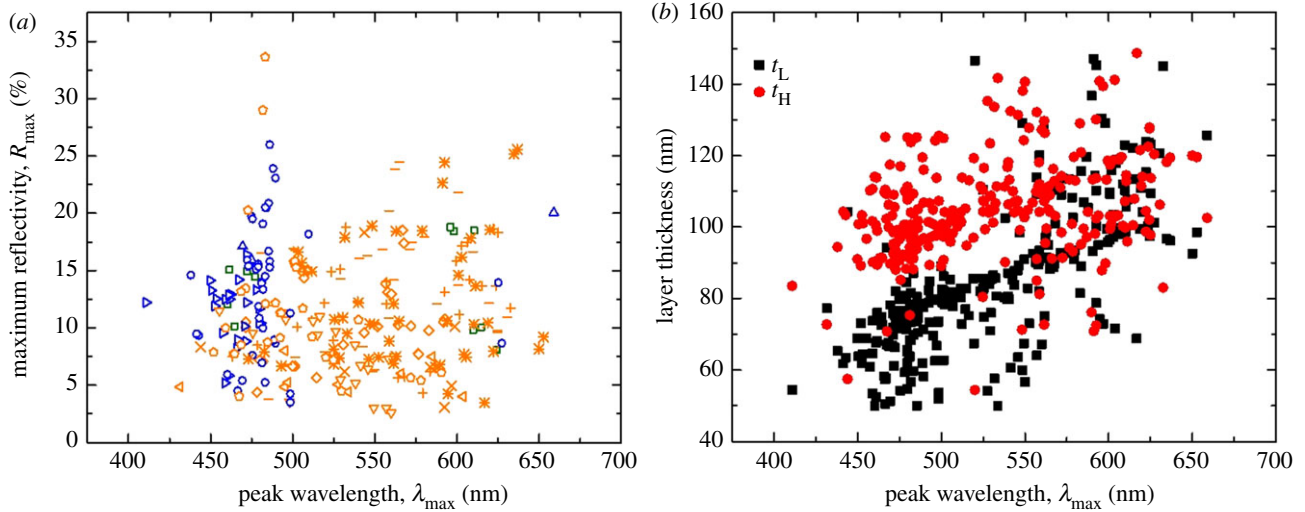 (a)
35
30
25
20
15
10
5
0
maximum reflectivity, Rmax (%)
400 450 500 550 600 650 700
peak wavelength, λmax (nm)
(b)
160
140
120
100
80
60
40
layer thickness (nm)
tL
tH
400 450 500 550 600 650 700
peak wavelength, λmax (nm)